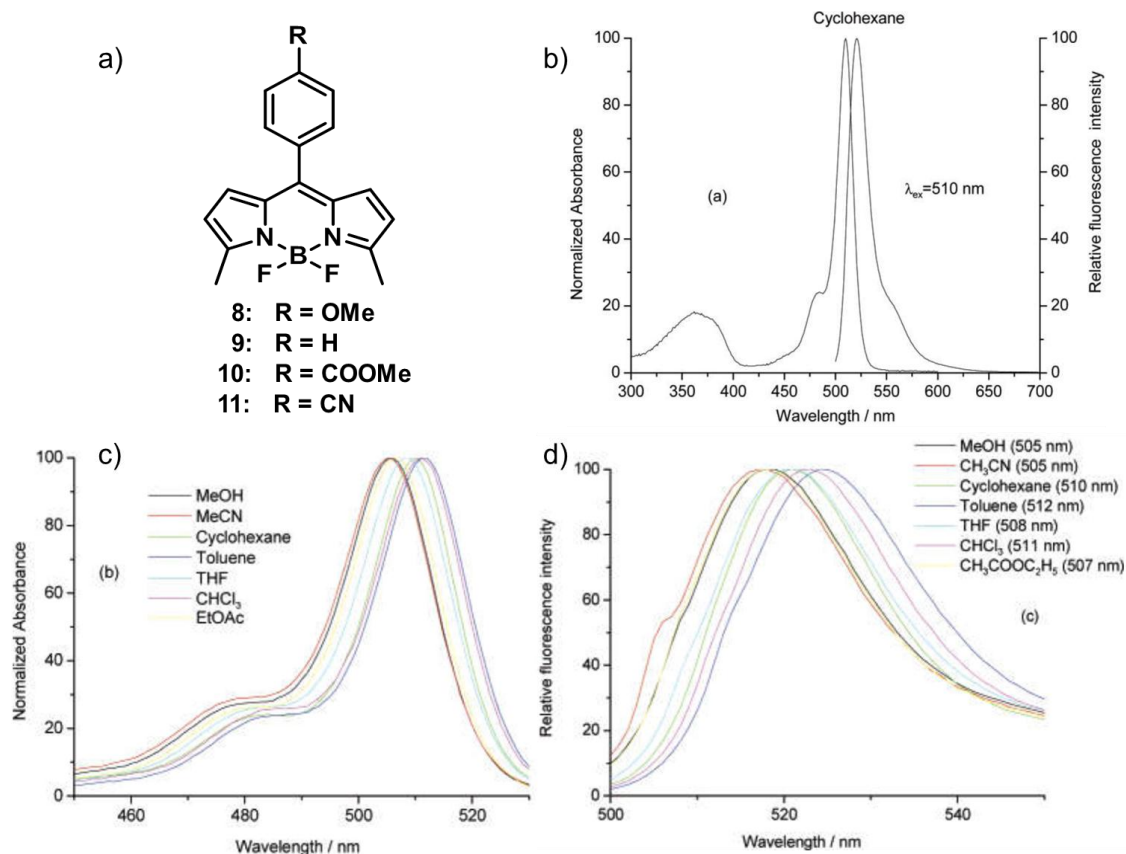 a)
R
N
N
B
F
F
8: R = OMe
9: R = H
10: R = COOMe
11: R = CN
b)
Cyclohexane
100
80
60
40
20
0
Normalized Absorbance
(a)
λex=510 nm
100
80
60
40
20
0
Relative fluorescence intensity
300 350 400 450 500 550 600 650 700
Wavelength / nm
c)
100
80
60
40
20
0
Normalized Absorbance
MeOH
MeCN
Cyclohexane
Toluene
THF
CHCl3
EtOAc
(b)
460 480 500 520
Wavelength / nm
d)
100
80
60
40
20
0
Relative fluorescence intensity
MeOH (505 nm)
CH3CN (505 nm)
Cyclohexane (510 nm)
Toluene (512 nm)
THF (508 nm)
CHCl3 (511 nm)
CH3COOC2H5 (507 nm)
(c)
500 520 540
Wavelength / nm